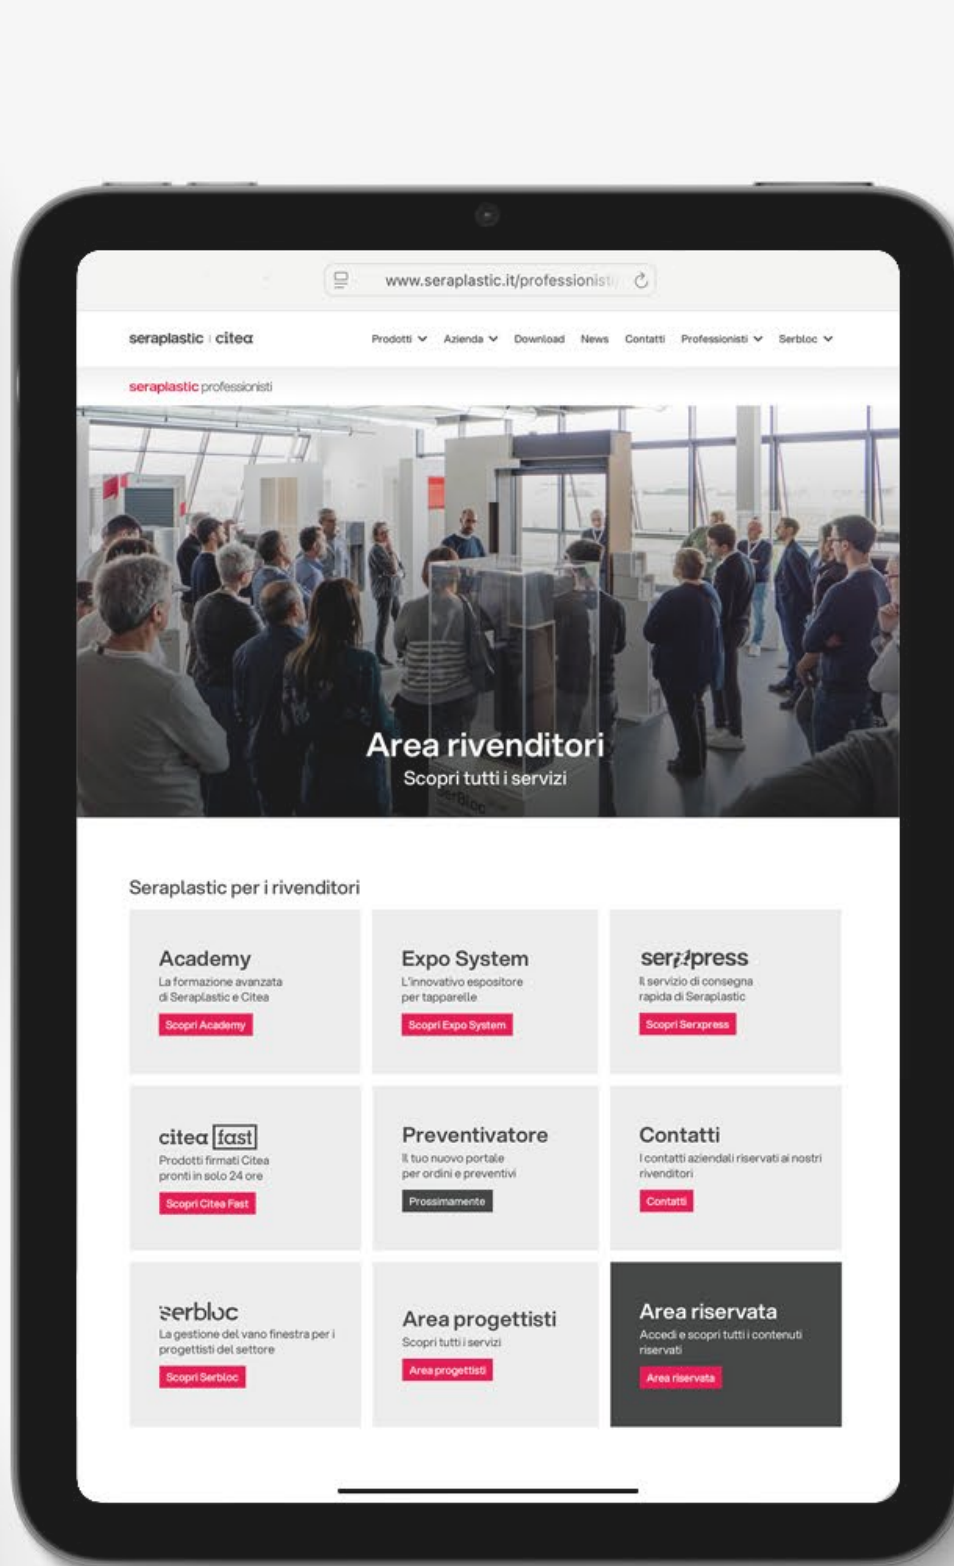 www.seraplastic.it/professionisti/
seraplastic | citea
Prodotti Azienda Download News Contatti Professionisti Serbloc
seraplastic professionisti
Area rivenditori
Scopri tutti i servizi
serBloc
Seraplastic per i rivenditori
Academy
La formazione avanzata
di Seraplastic e Citea
Scopri Academy
Expo System
L'innovativo espositore
per tapparelle
Scopri Expo System
serxpress
Il servizio di consegna
rapida di Seraplastic
Scopri Serxpress
citea fast
Prodotti firmati Citea
pronti in solo 24 ore
Scopri Citea Fast
Preventivatore
Il tuo nuovo portale
per ordini e preventivi
Prossimamente
Contatti
I contatti aziendali riservati ai nostri
rivenditori
Contatti
serbloc
La gestione del vano finestra per i
progettisti del settore
Scopri Serbloc
Area progettisti
Scopri tutti i servizi
Area progettisti
Area riservata
Accedi e scopri tutti i contenuti
riservati
Area riservata